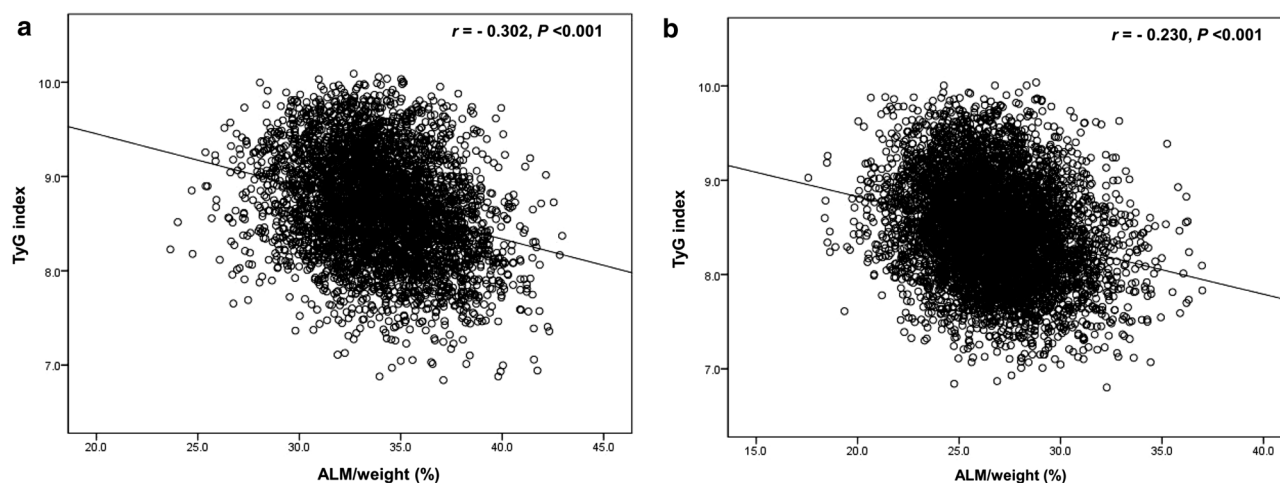 a
r = - 0.302, P <0.001
10.0
9.0
8.0
7.0
TyG index
20.0 25.0 30.0 35.0 40.0 45.0
ALM/weight (%)
b
r = - 0.230, P <0.001
10.0
9.0
8.0
7.0
TyG index
15.0 20.0 25.0 30.0 35.0 40.0
ALM/weight (%)